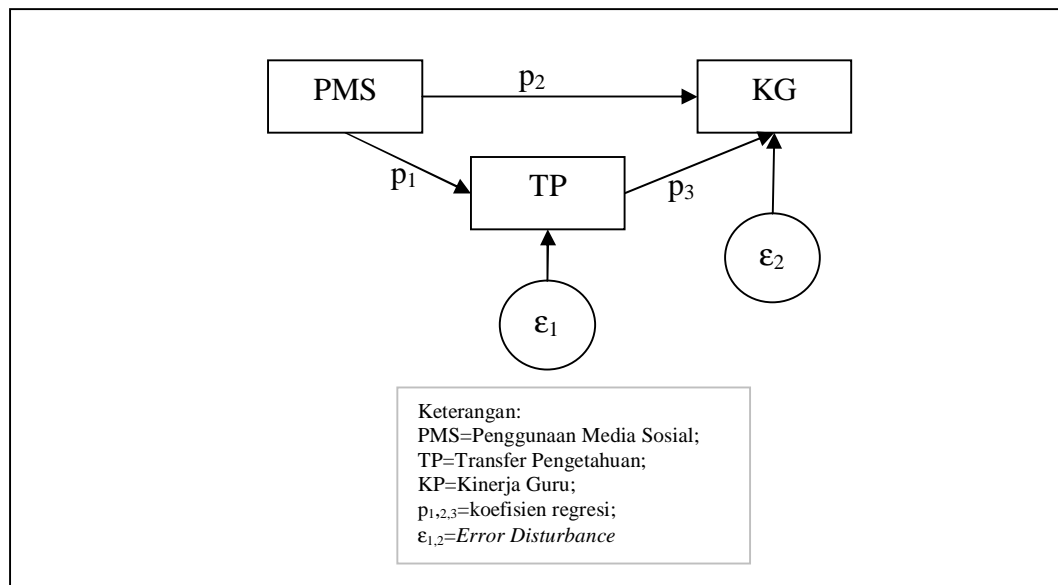 PMS
p2
KG
p1
TP
p3
ε2
ε1
Keterangan:
PMS=Penggunaan Media Sosial;
TP=Transfer Pengetahuan;
KP=Kinerja Guru;
p1,2,3=koefisien regresi;
ε1,2=Error Disturbance